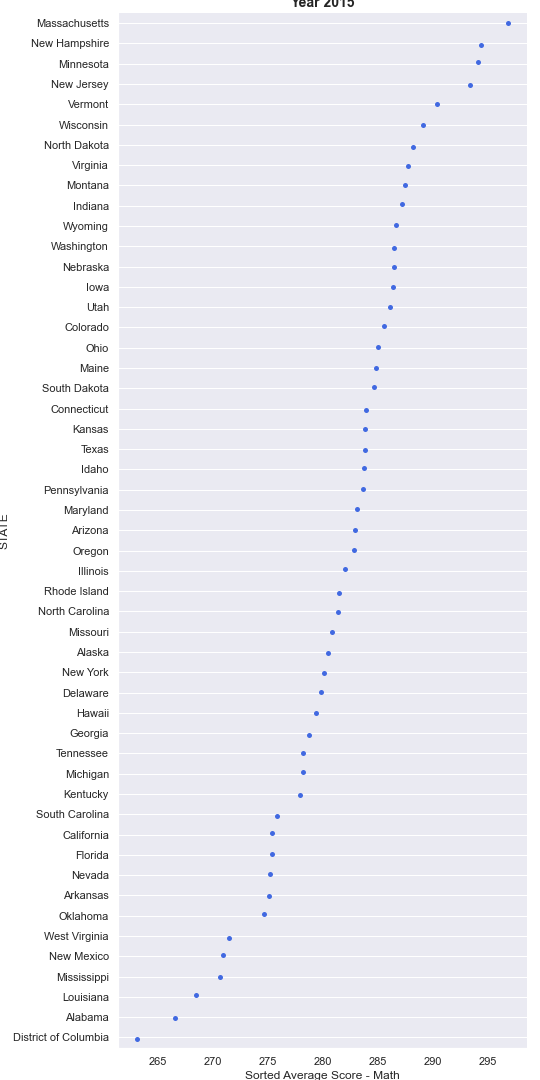 Year 2015
Massachusetts
New Hampshire
Minnesota
New Jersey
Vermont
Wisconsin
North Dakota
Virginia
Montana
Indiana
Wyoming
Washington
Nebraska
Iowa
Utah
Colorado
Ohio
Maine
South Dakota
Connecticut
Kansas
Texas
Idaho
Pennsylvania
Maryland
Arizona
Oregon
Illinois
Rhode Island
North Carolina
Missouri
Alaska
New York
Delaware
Hawaii
Georgia
Tennessee
Michigan
Kentucky
South Carolina
California
Florida
Nevada
Arkansas
Oklahoma
West Virginia
New Mexico
Mississippi
Louisiana
Alabama
District of Columbia
STATE
265 270 275 280 285 290 295
Sorted Average Score - Math